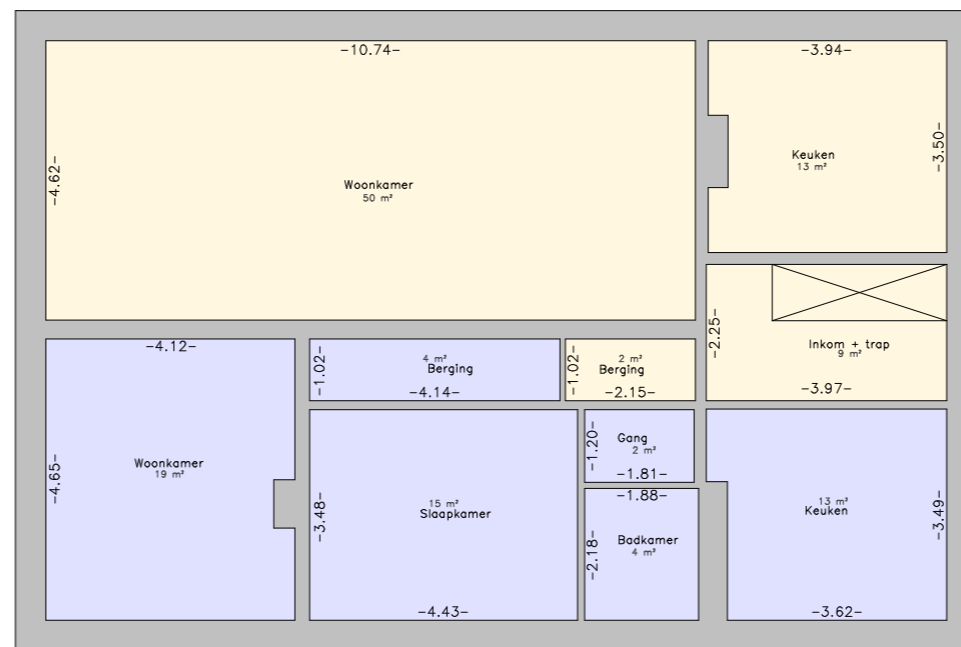 -10.74-
-4.62-
Woonkamer
50 m²
-3.94-
-3.50-
Keuken
13 m²
-2.25-
Inkom + trap
9 m²
-3.97-
-4.12-
-4.65-
Woonkamer
19 m²
-1.02-
4 m²
Berging
-4.14-
-1.02-
2 m²
Berging
-2.15-
-3.48-
15 m²
Slaapkamer
-4.43-
-1.20-
Gang
2 m²
-1.81-
-1.88-
-2.18-
Badkamer
4 m²
13 m²
Keuken
-3.49-
-3.62-